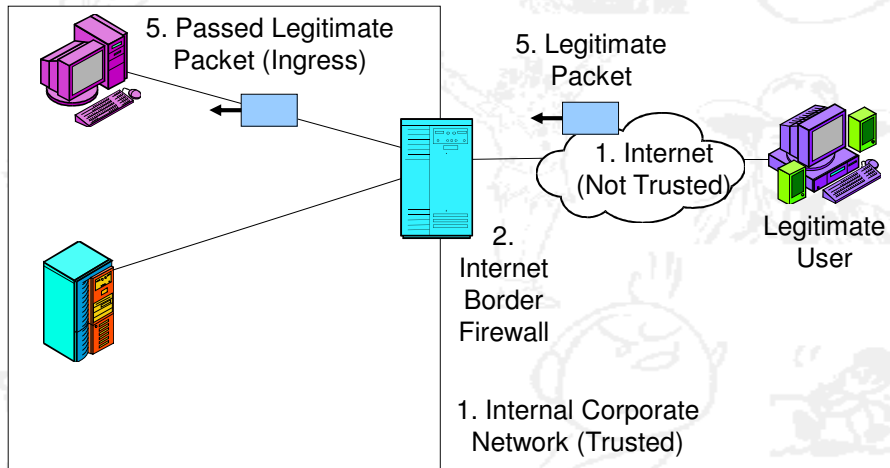 5. Passed Legitimate
Packet (Ingress)
5. Legitimate
Packet
1. Internet
(Not Trusted)
Legitimate
User
2.
Internet
Border
Firewall
1. Internal Corporate
Network (Trusted)